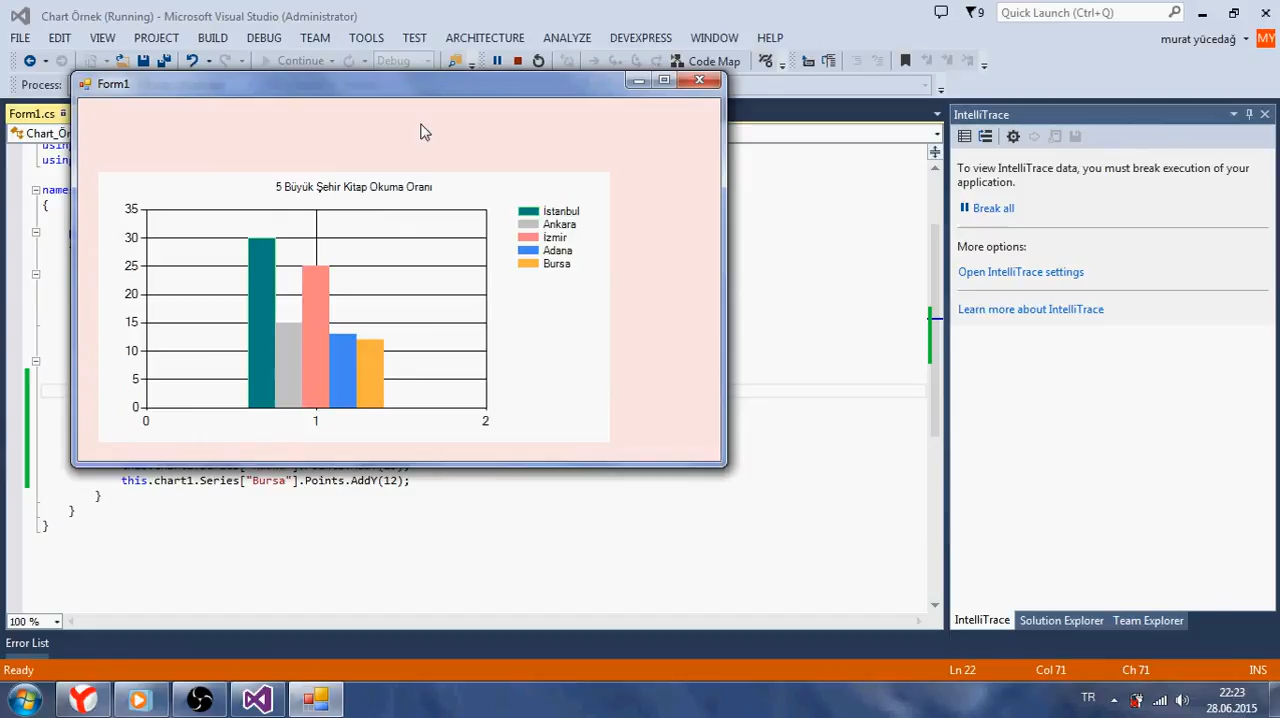 Chart Örnek (Running) - Microsoft Visual Studio (Administrator)
9
Quick Launch (Ctrl+Q)
FILE EDIT VIEW PROJECT BUILD DEBUG TEAM TOOLS TEST ARCHITECTURE ANALYZE DEVEXPRESS WINDOW HELP
murat yücedağ
MY
Continue
Debug
Code Map
Process:
Form1
Form1.cs
Chart_Ör
using
using
name
{
5 Büyük Şehir Kitap Okuma Oranı
35
30
25
20
15
10
5
0
0 1 2
İstanbul
Ankara
İzmir
Adana
Bursa
this.chart1.Series["Bursa"].Points.AddY(12);
}
}
}
IntelliTrace
To view IntelliTrace data, you must break execution of your
application.
Break all
More options:
Open IntelliTrace settings
Learn more about IntelliTrace
100 %
IntelliTrace Solution Explorer Team Explorer
Error List
Ready
Ln 22 Col 71 Ch 71 INS
TR
22:23
28.06.2015